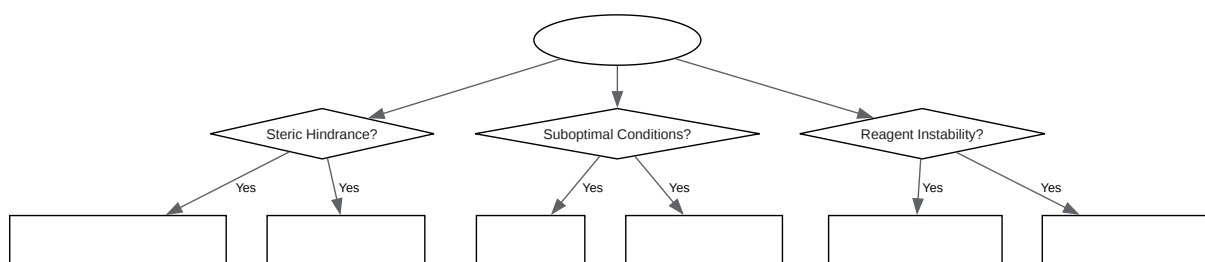 Steric Hindrance?
Suboptimal Conditions?
Reagent Instability?
Yes
Yes
Yes
Yes
Yes
Yes